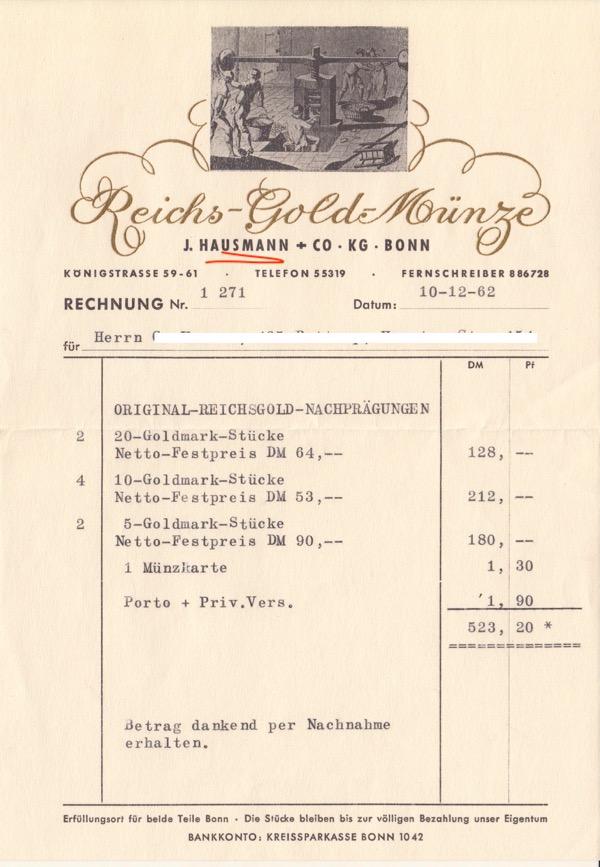 Reichs-Gold-Münze
J. HAUSMANN + CO · KG · BONN
KÖNIGSTRASSE 59-61 · TELEFON 55319 · FERNSCHREIBER 886728
RECHNUNG Nr. 1 271 Datum: 10-12-62
für Herrn
DM Pf
ORIGINAL-REICHSGOLD-NACHPRÄGUNGEN
2 20-Goldmark-Stücke
Netto-Festpreis DM 64,-- 128, --
4 10-Goldmark-Stücke
Netto-Festpreis DM 53,-- 212, --
2 5-Goldmark-Stücke
Netto-Festpreis DM 90,-- 180, --
1 Münzkarte 1, 30
Porto + Priv.Vers. '1, 90
523, 20 *
Betrag dankend per Nachnahme
erhalten.
Erfüllungsort für beide Teile Bonn · Die Stücke bleiben bis zur völligen Bezahlung unser Eigentum
BANKKONTO: KREISSPARKASSE BONN 1042